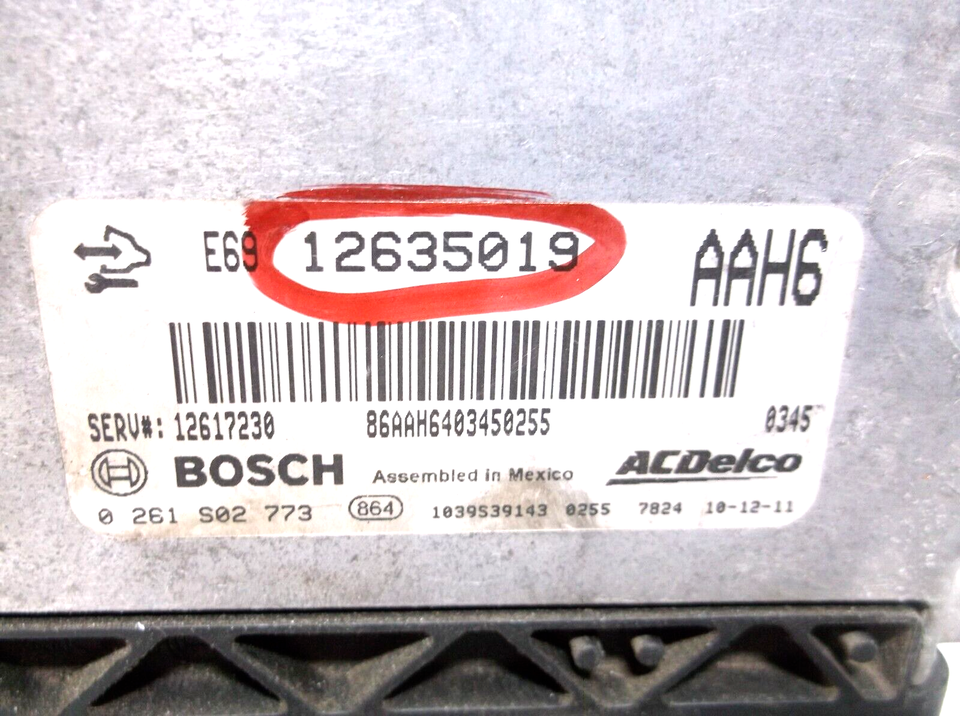 E69 12635019 AAH6
SERV#: 12617230 86AAH6403450255 0345
BOSCH Assembled in Mexico ACDelco
0 261 S02 773 864 1039S39143 0255 7824 10-12-11